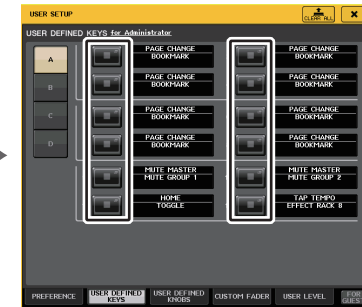 USER SETUP
CLEAR ALL
USER DEFINED KEYS for Administrator
A
PAGE CHANGE
BOOKMARK
PAGE CHANGE
BOOKMARK
B
PAGE CHANGE
BOOKMARK
PAGE CHANGE
BOOKMARK
C
PAGE CHANGE
BOOKMARK
PAGE CHANGE
BOOKMARK
D
PAGE CHANGE
BOOKMARK
PAGE CHANGE
BOOKMARK
MUTE MASTER
MUTE GROUP 1
MUTE MASTER
MUTE GROUP 2
HOME
TOGGLE
TAP TEMPO
EFFECT RACK 8
PREFERENCE
USER DEFINED
KEYS
USER DEFINED
KNOBS
CUSTOM FADER
USER LEVEL
FOR
GUES